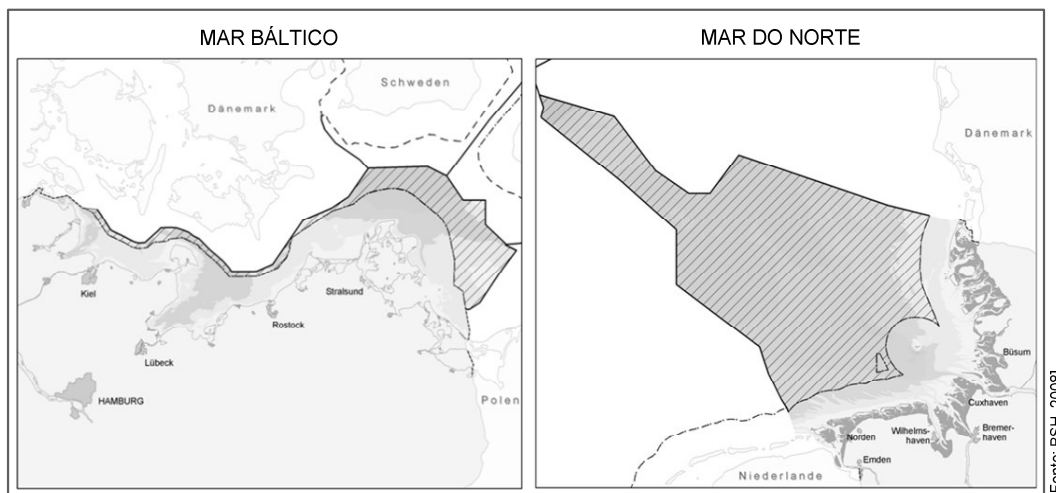 MAR BÁLTICO
Schweden
Dänemark
Kiel
Stralsund
Rostock
Lübeck
HAMBURG
Polen
MAR DO NORTE
Dänemark
Büsum
Cuxhaven
Norden
Wilhelms-
haven
Bremer-
haven
Emden
Niederlande
Fonte: BSH, 2008]